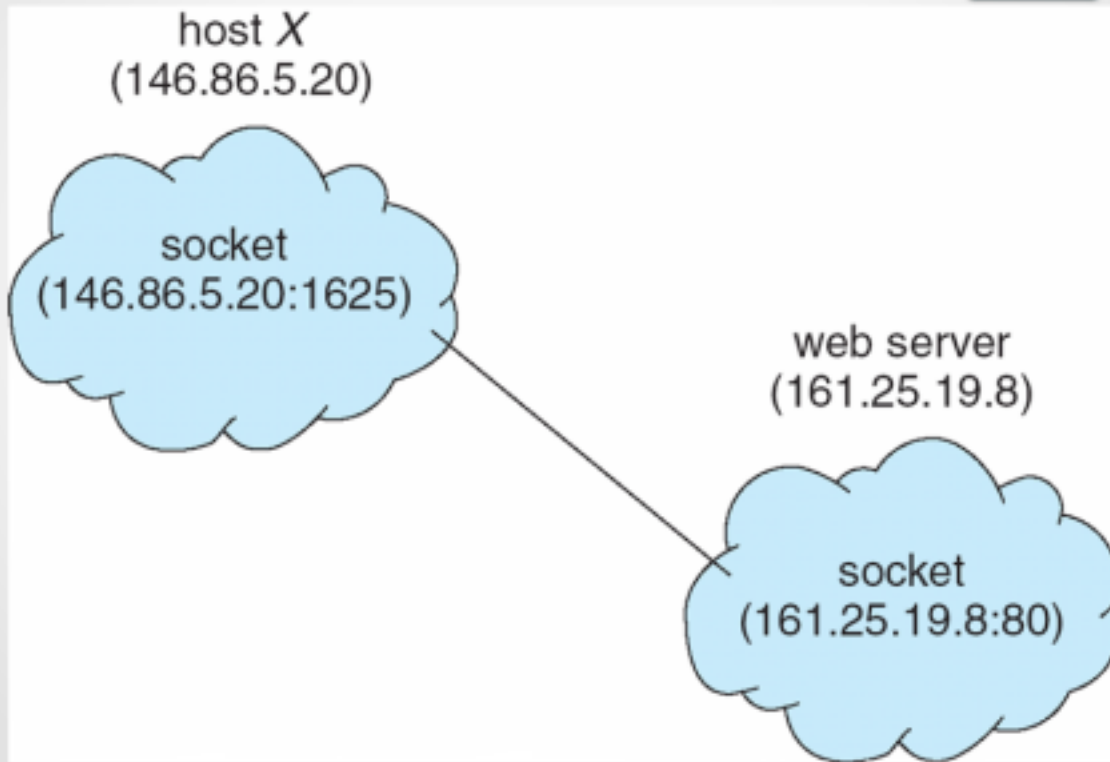 host X
(146.86.5.20)
socket
(146.86.5.20:1625)
web server
(161.25.19.8)
socket
(161.25.19.8:80)